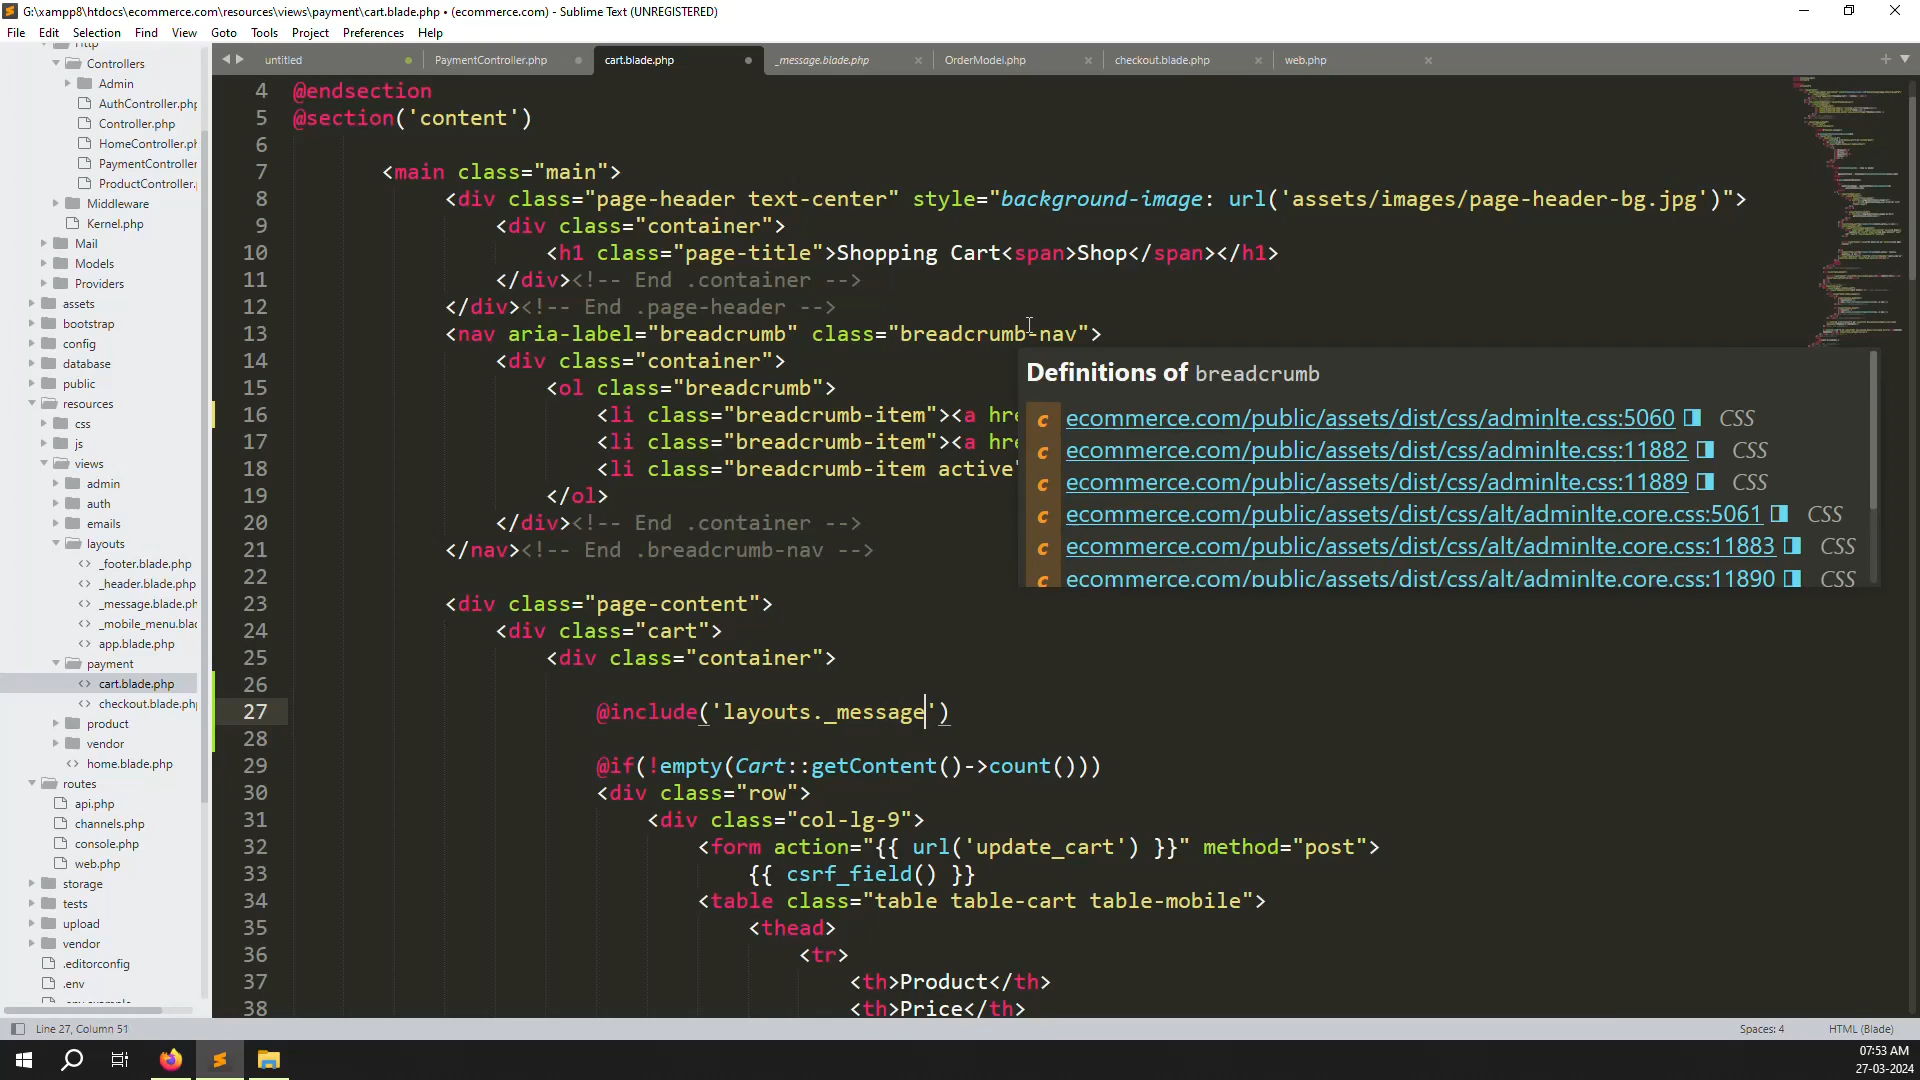 G:\xampp8\htdocs\ecommerce.com\resources\views\payment\cart.blade.php • (ecommerce.com) - Sublime Text (UNREGISTERED)
File Edit Selection Find View Goto Tools Project Preferences Help
untitled PaymentController.php cart.blade.php _message.blade.php OrderModel.php checkout.blade.php web.php
Http
Controllers
Admin
AuthController.php
Controller.php
HomeController.ph
PaymentController
ProductController.
Middleware
Kernel.php
Mail
Models
Providers
assets
bootstrap
config
database
public
resources
css
js
views
admin
auth
emails
layouts
_footer.blade.php
_header.blade.php
_message.blade.ph
_mobile_menu.blad
app.blade.php
payment
cart.blade.php
checkout.blade.ph
product
vendor
home.blade.php
routes
api.php
channels.php
console.php
web.php
storage
tests
upload
vendor
.editorconfig
.env
4 @endsection
5 @section('content')
6
7 <main class="main">
8 <div class="page-header text-center" style="background-image: url('assets/images/page-header-bg.jpg')">
9 <div class="container">
10 <h1 class="page-title">Shopping Cart<span>Shop</span></h1>
11 </div><!-- End .container -->
12 </div><!-- End .page-header -->
13 <nav aria-label="breadcrumb" class="breadcrumb-nav">
14 <div class="container">
15 <ol class="breadcrumb">
16 <li class="breadcrumb-item"><a hre
17 <li class="breadcrumb-item"><a hre
18 <li class="breadcrumb-item active"
19 </ol>
20 </div><!-- End .container -->
21 </nav><!-- End .breadcrumb-nav -->
22
23 <div class="page-content">
24 <div class="cart">
25 <div class="container">
26
27 @include('layouts._message')
28
29 @if(!empty(Cart::getContent()->count()))
30 <div class="row">
31 <div class="col-lg-9">
32 <form action="{{ url('update_cart') }}" method="post">
33 {{ csrf_field() }}
34 <table class="table table-cart table-mobile">
35 <thead>
36 <tr>
37 <th>Product</th>
38 <th>Price</th>
Definitions of breadcrumb
c ecommerce.com/public/assets/dist/css/adminlte.css:5060 CSS
c ecommerce.com/public/assets/dist/css/adminlte.css:11882 CSS
c ecommerce.com/public/assets/dist/css/adminlte.css:11889 CSS
c ecommerce.com/public/assets/dist/css/alt/adminlte.core.css:5061 CSS
c ecommerce.com/public/assets/dist/css/alt/adminlte.core.css:11883 CSS
c ecommerce.com/public/assets/dist/css/alt/adminlte.core.css:11890 CSS
Line 27, Column 51
Spaces: 4
HTML (Blade)
07:53 AM
27-03-2024